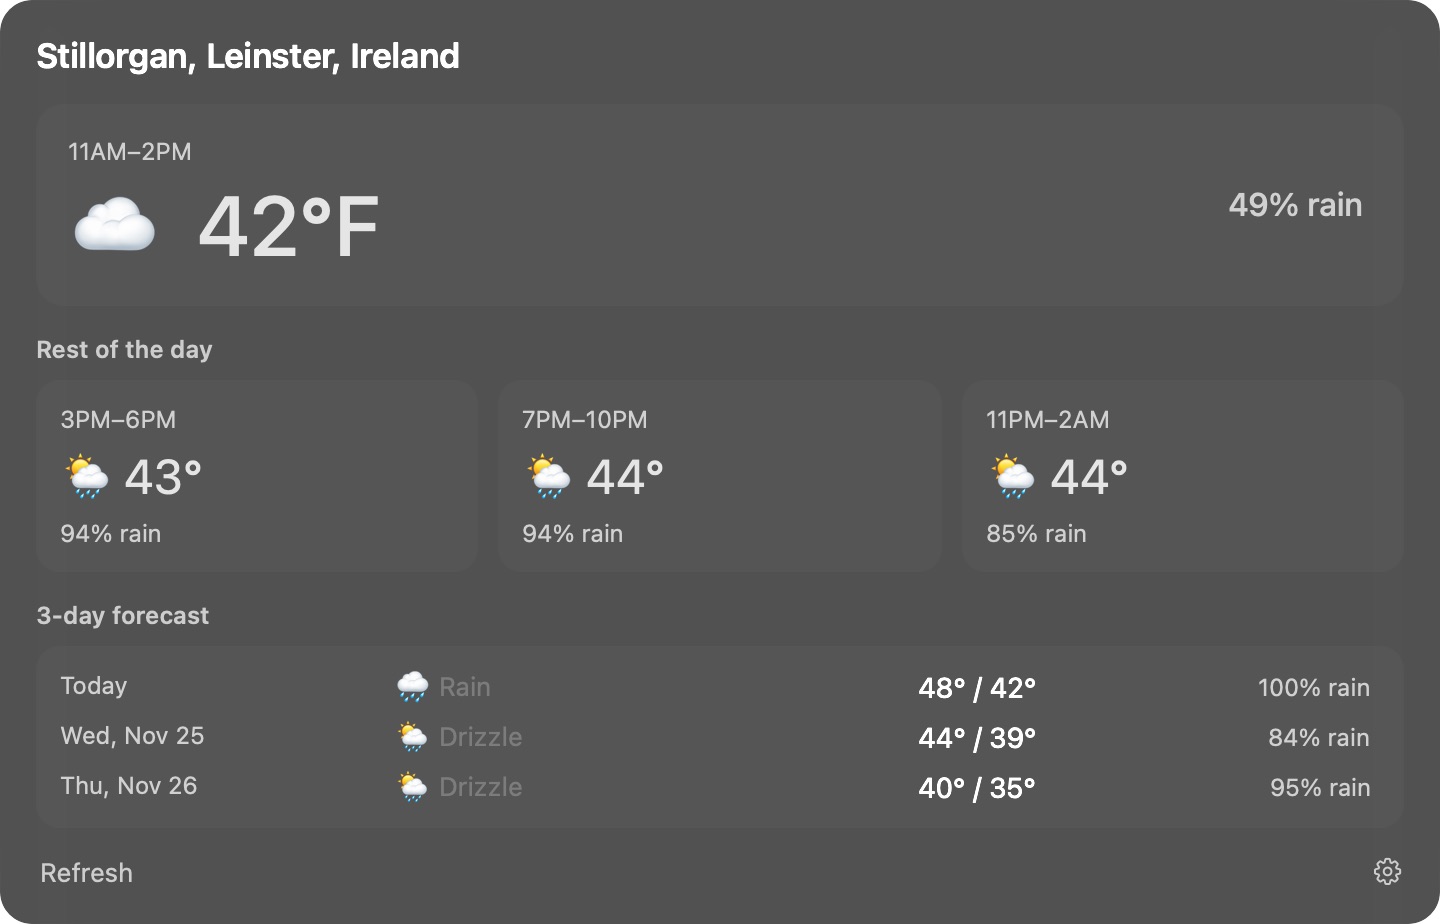 Stillorgan, Leinster, Ireland
11AM–2PM
42°F
49% rain
Rest of the day
3PM–6PM
43°
94% rain
7PM–10PM
44°
94% rain
11PM–2AM
44°
85% rain
3-day forecast
Today Rain 48° / 42° 100% rain
Wed, Nov 25 Drizzle 44° / 39° 84% rain
Thu, Nov 26 Drizzle 40° / 35° 95% rain
Refresh